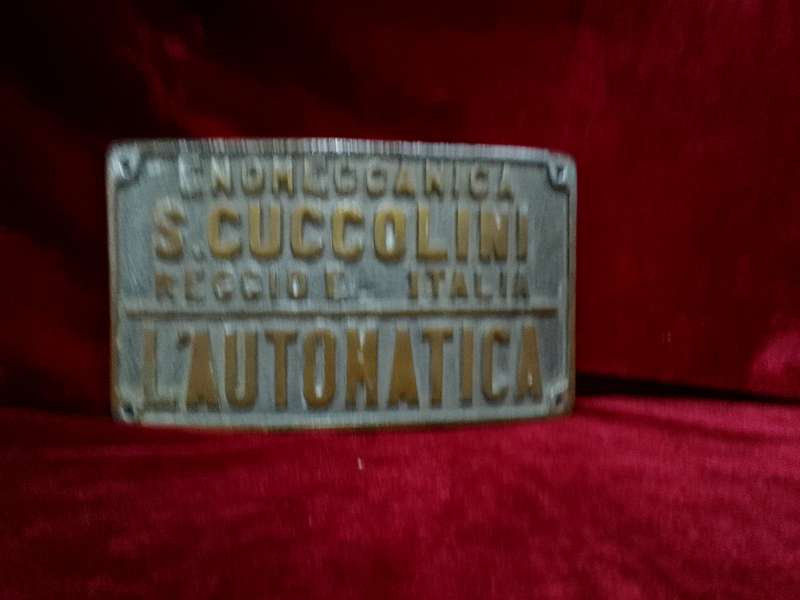 ENOMECCANICA
S. CUCCOLINI
REGGIO E. ITALIA
L'AUTOMATICA